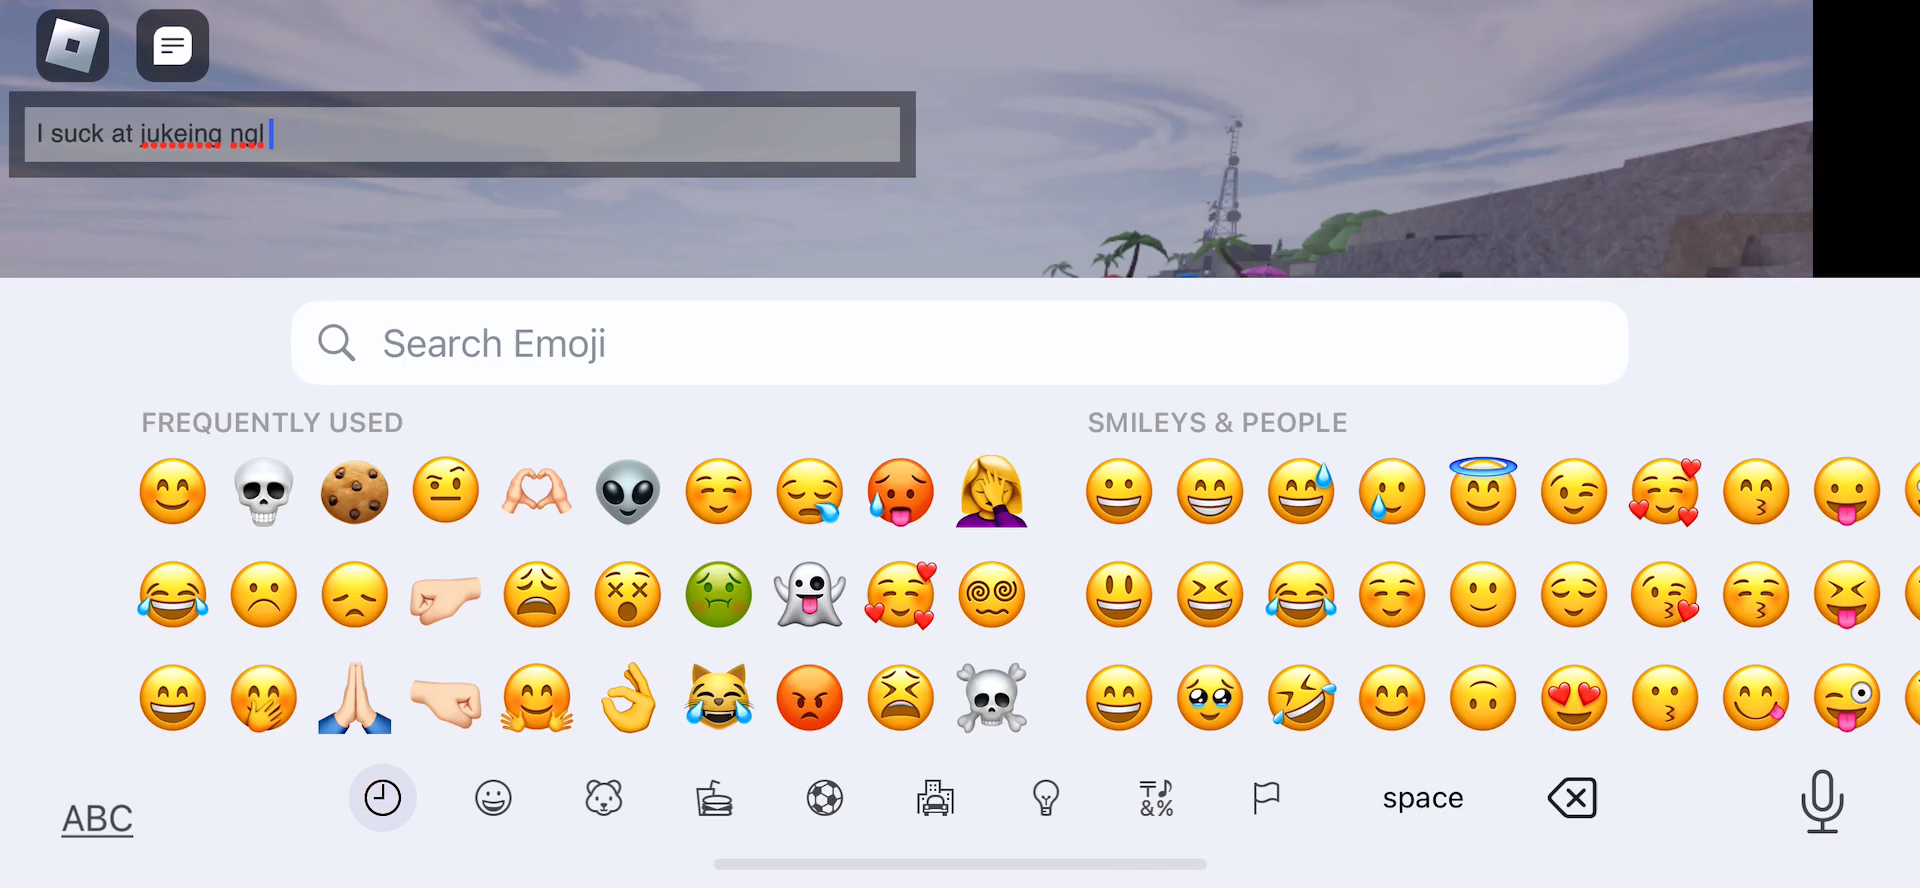 I suck at jukeing ngl
Search Emoji
FREQUENTLY USED
SMILEYS & PEOPLE
ABC
space